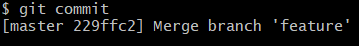 $ git commit
[master 229ffc2] Merge branch 'feature'